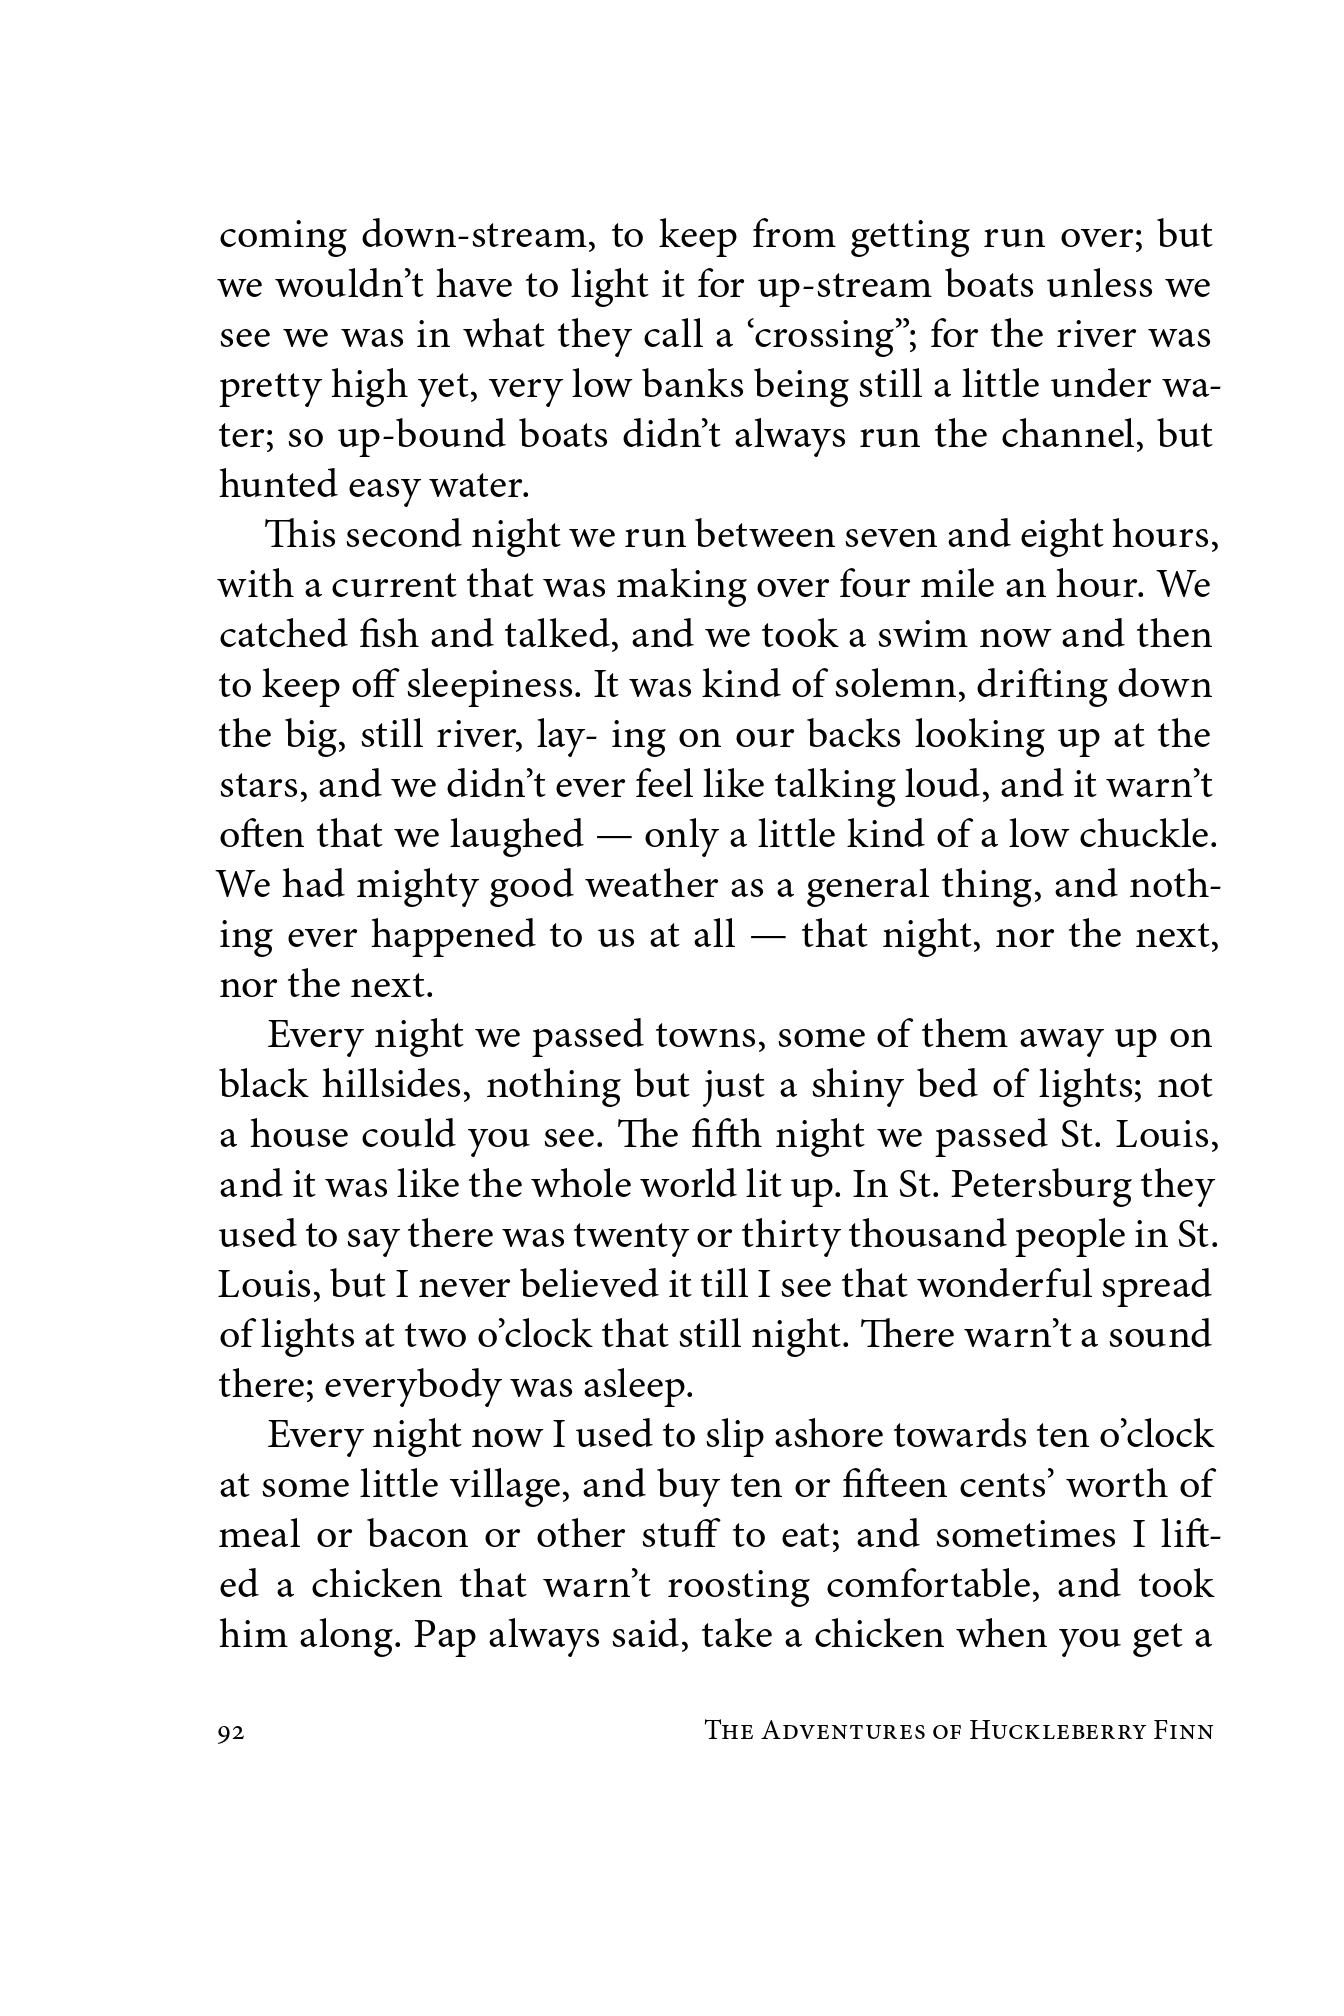 coming down-stream, to keep from getting run over; but
we wouldn’t have to light it for up-stream boats unless we
see we was in what they call a ‘crossing”; for the river was
pretty high yet, very low banks being still a little under wa-
ter; so up-bound boats didn’t always run the channel, but
hunted easy water.
This second night we run between seven and eight hours,
with a current that was making over four mile an hour. We
catched fish and talked, and we took a swim now and then
to keep off sleepiness. It was kind of solemn, drifting down
the big, still river, lay- ing on our backs looking up at the
stars, and we didn’t ever feel like talking loud, and it warn’t
often that we laughed — only a little kind of a low chuckle.
We had mighty good weather as a general thing, and noth-
ing ever happened to us at all — that night, nor the next,
nor the next.
Every night we passed towns, some of them away up on
black hillsides, nothing but just a shiny bed of lights; not
a house could you see. The fifth night we passed St. Louis,
and it was like the whole world lit up. In St. Petersburg they
used to say there was twenty or thirty thousand people in St.
Louis, but I never believed it till I see that wonderful spread
of lights at two o’clock that still night. There warn’t a sound
there; everybody was asleep.
Every night now I used to slip ashore towards ten o’clock
at some little village, and buy ten or fifteen cents’ worth of
meal or bacon or other stuff to eat; and sometimes I lift-
ed a chicken that warn’t roosting comfortable, and took
him along. Pap always said, take a chicken when you get a
92 The Adventures of Huckleberry Finn